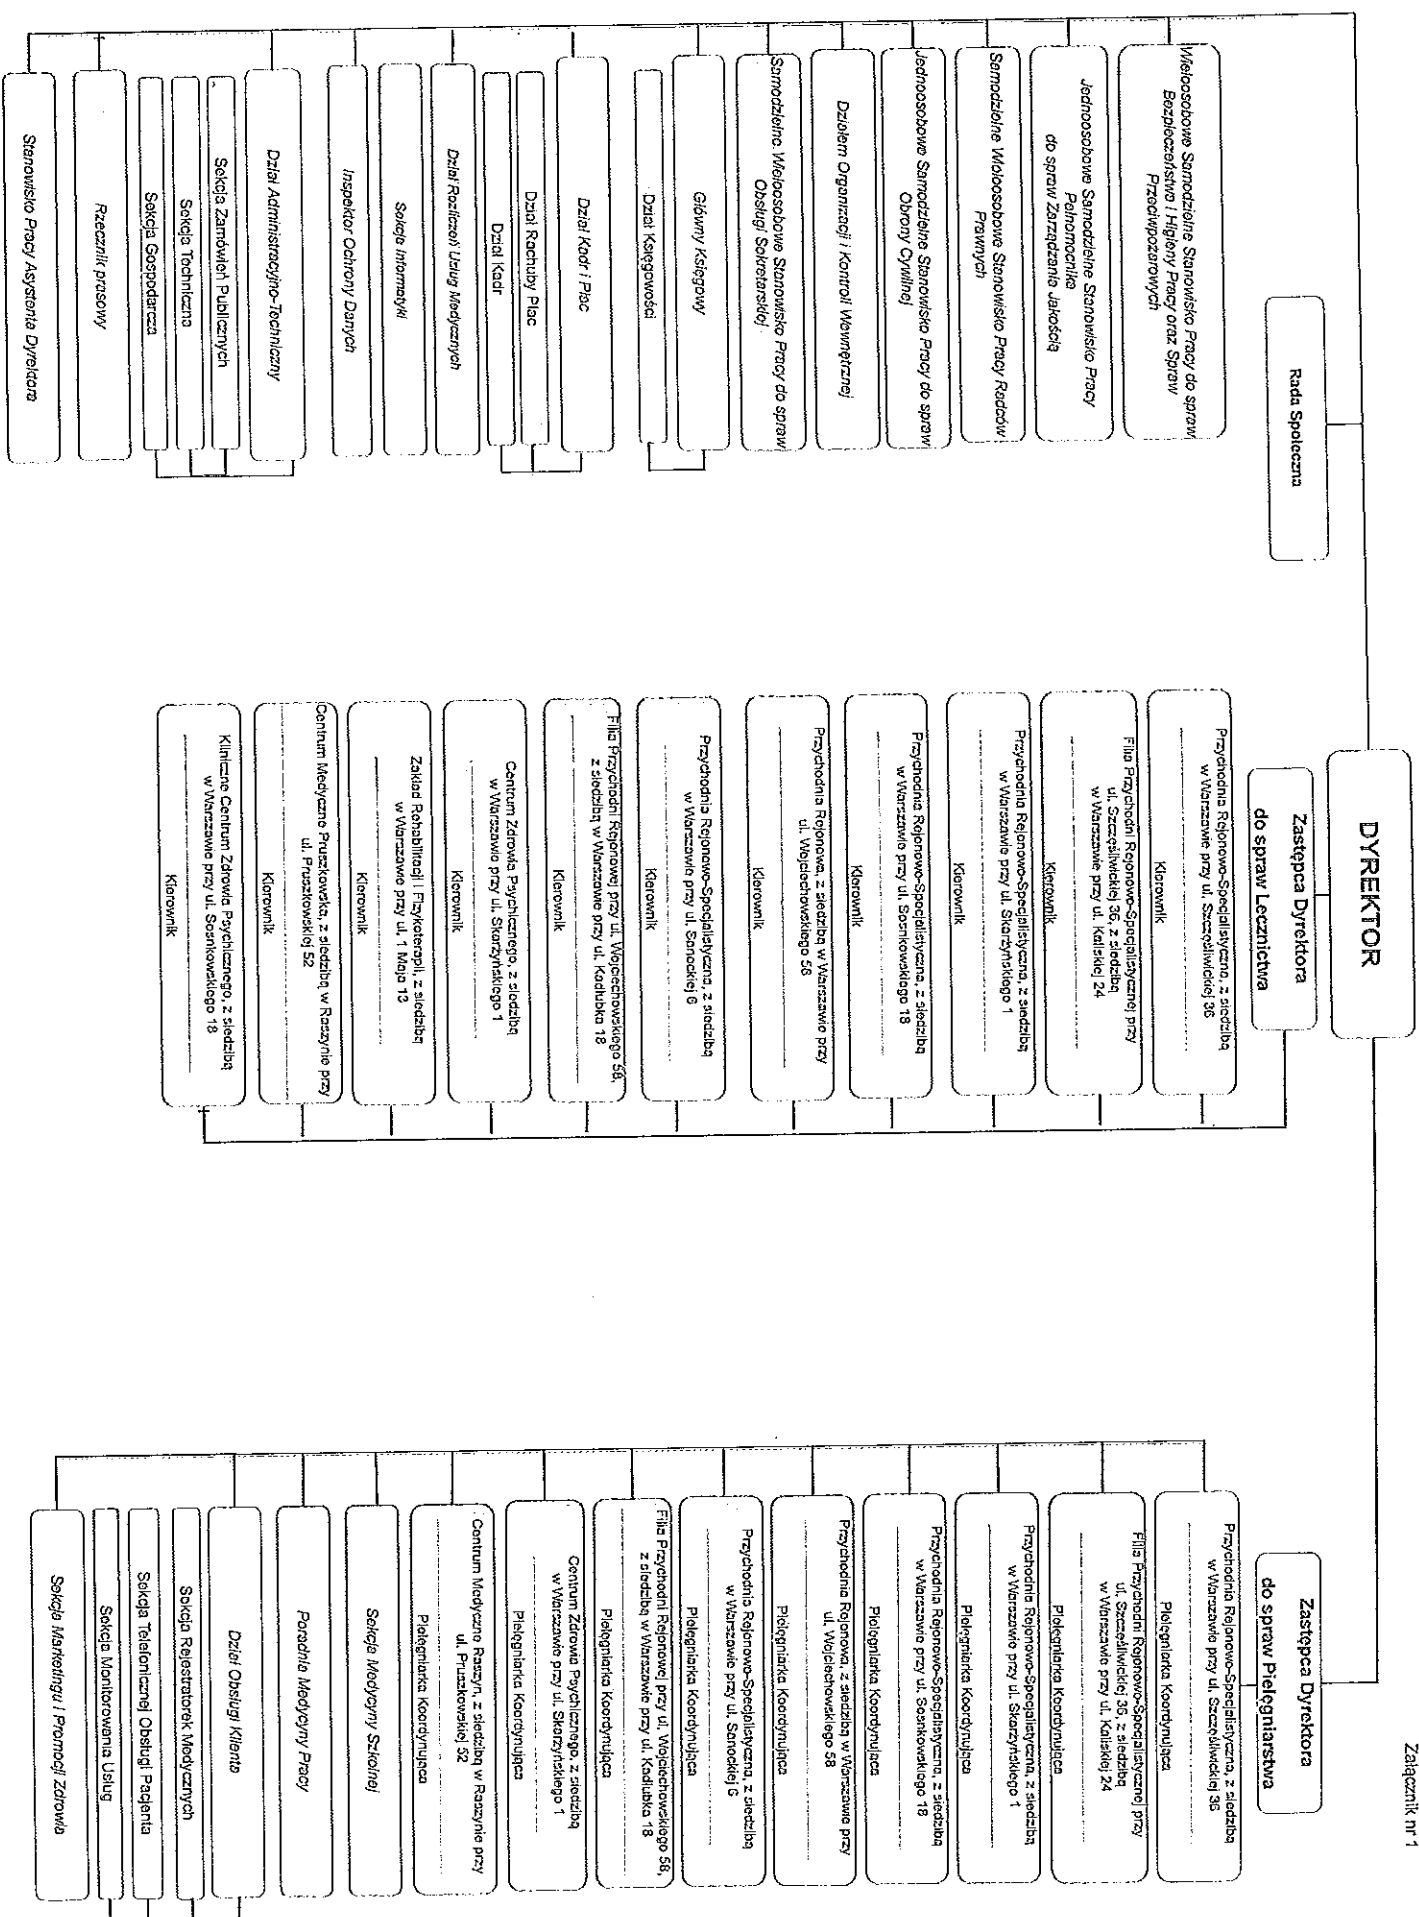 Załącznik nr 1
DYREKTOR
Rada Społeczna
Wieloosobowe Samodzielne Stanowisko Pracy do spraw
Bezpieczeństwa i Higieny Pracy oraz Spraw
Przeciwpożarowych
Jednoosobowe Samodzielne Stanowisko Pracy
Pełnomocnika
do spraw Zarządzania Jakością
Samodzielne Wieloosobowe Stanowisko Pracy Radców
Prawnych
Jednoosobowe Samodzielne Stanowisko Pracy do spraw
Obrony Cywilnej
Działem Organizacji i Kontroli Wewnętrznej
Samodzielne Wieloosobowe Stanowisko Pracy do spraw
Obsługi Sekretarskiej
Główny Księgowy
Dział Księgowości
Dział Kadr i Płac
Dział Rachuby Płac
Dział Kadr
Dział Rozliczeń Usług Medycznych
Sekcja Informatyki
Inspektor Ochrony Danych
Dział Administracyjno-Techniczny
Sekcja Zamówień Publicznych
Sekcja Techniczna
Sekcja Gospodarcza
Rzecznik prasowy
Stanowisko Pracy Asystenta Dyrektora
Zastępca Dyrektora
do spraw Lecznictwa
Przychodnia Rejonowo-Specjalistyczna, z siedzibą
w Warszawie przy ul. Szczęśliwickiej 36
Kierownik
Filia Przychodni Rejonowo-Specjalistycznej przy
ul. Szczęśliwickiej 36, z siedzibą
w Warszawie przy ul. Kaliskiej 24
Kierownik
Przychodnia Rejonowo-Specjalistyczna, z siedzibą
w Warszawie przy ul. Skarżyńskiego 1
Kierownik
Przychodnia Rejonowo-Specjalistyczna, z siedzibą
w Warszawie przy ul. Sosnkowskiego 18
Kierownik
Przychodnia Rejonowa, z siedzibą w Warszawie przy
ul. Wojciechowskiego 58
Kierownik
Przychodnia Rejonowo-Specjalistyczna, z siedzibą
w Warszawie przy ul. Sanockiej 6
Kierownik
Filia Przychodni Rejonowej przy ul. Wojciechowskiego 58,
z siedzibą w Warszawie przy ul. Kadłubka 18
Kierownik
Centrum Zdrowia Psychicznego, z siedzibą
w Warszawie przy ul. Skarżyńskiego 1
Kierownik
Zakład Rehabilitacji i Fizykoterapii, z siedzibą
w Warszawie przy ul. 1 Maja 13
Kierownik
Centrum Medyczne Pruszkowska, z siedzibą w Raszynie przy
ul. Pruszkowskiej 52
Kierownik
Kliniczne Centrum Zdrowia Psychicznego, z siedzibą
w Warszawie przy ul. Sosnkowskiego 18
Kierownik
Zastępca Dyrektora
do spraw Pielęgniarstwa
Przychodnia Rejonowo-Specjalistyczna, z siedzibą
w Warszawie przy ul. Szczęśliwickiej 36
Pielęgniarka Koordynująca
Filia Przychodni Rejonowo-Specjalistycznej przy
ul. Szczęśliwickiej 36, z siedzibą
w Warszawie przy ul. Kaliskiej 24
Pielęgniarka Koordynująca
Przychodnia Rejonowo-Specjalistyczna, z siedzibą
w Warszawie przy ul. Skarżyńskiego 1
Pielęgniarka Koordynująca
Przychodnia Rejonowo-Specjalistyczna, z siedzibą
w Warszawie przy ul. Sosnkowskiego 18
Pielęgniarka Koordynująca
Przychodnia Rejonowa, z siedzibą w Warszawie przy
ul. Wojciechowskiego 58
Pielęgniarka Koordynująca
Przychodnia Rejonowo-Specjalistyczna, z siedzibą
w Warszawie przy ul. Sanockiej 6
Pielęgniarka Koordynująca
Filia Przychodni Rejonowej przy ul. Wojciechowskiego 58,
z siedzibą w Warszawie przy ul. Kadłubka 18
Pielęgniarka Koordynująca
Centrum Zdrowia Psychicznego, z siedzibą
w Warszawie przy ul. Skarżyńskiego 1
Pielęgniarka Koordynująca
Centrum Medyczne Raszyn, z siedzibą w Raszynie przy
ul. Pruszkowskiej 52
Pielęgniarka Koordynująca
Sekcja Medycyny Szkolnej
Poradnia Medycyny Pracy
Dział Obsługi Klienta
Sekcja Rejestratorek Medycznych
Sekcja Telefonicznej Obsługi Pacjenta
Sekcja Monitorowania Usług
Sekcja Marketingu i Promocji Zdrowia